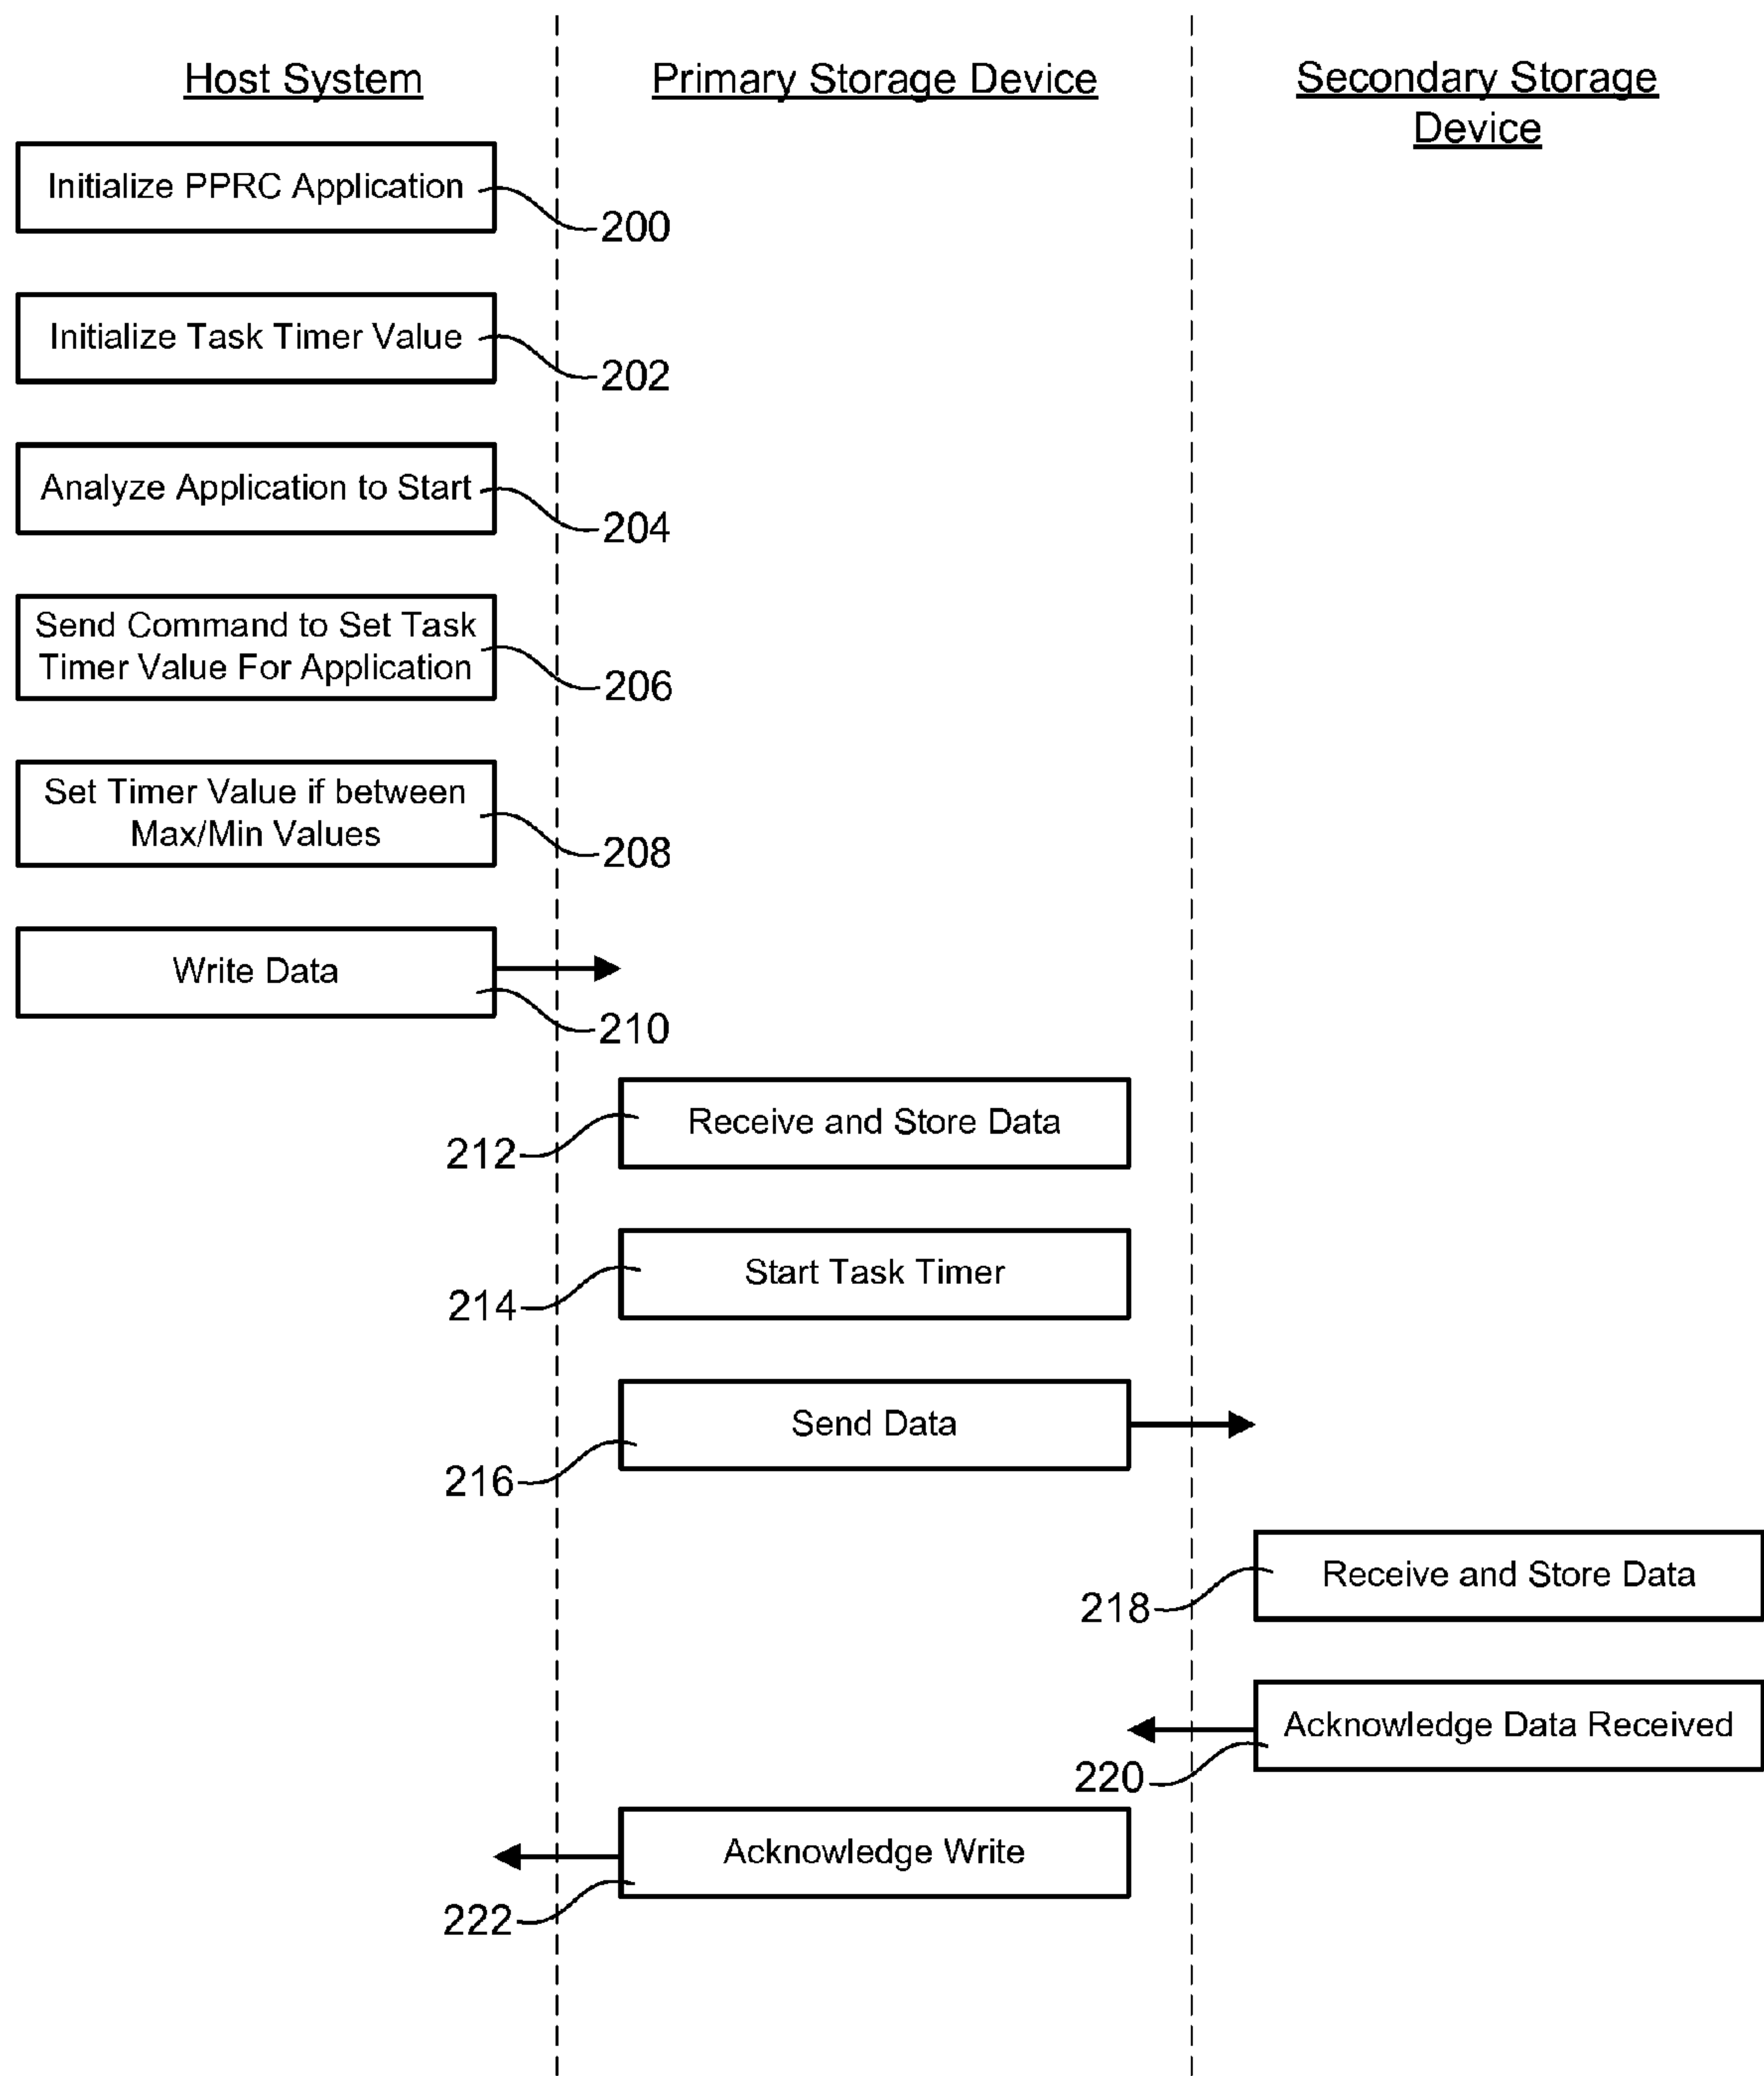 Host System
Primary Storage Device
Secondary Storage
Device
Initialize PPRC Application
200
Initialize Task Timer Value
202
Analyze Application to Start
204
Send Command to Set Task
Timer Value For Application
206
Set Timer Value if between
Max/Min Values
208
Write Data
210
Receive and Store Data
212
Start Task Timer
214
Send Data
216
Receive and Store Data
218
Acknowledge Data Received
220
Acknowledge Write
222